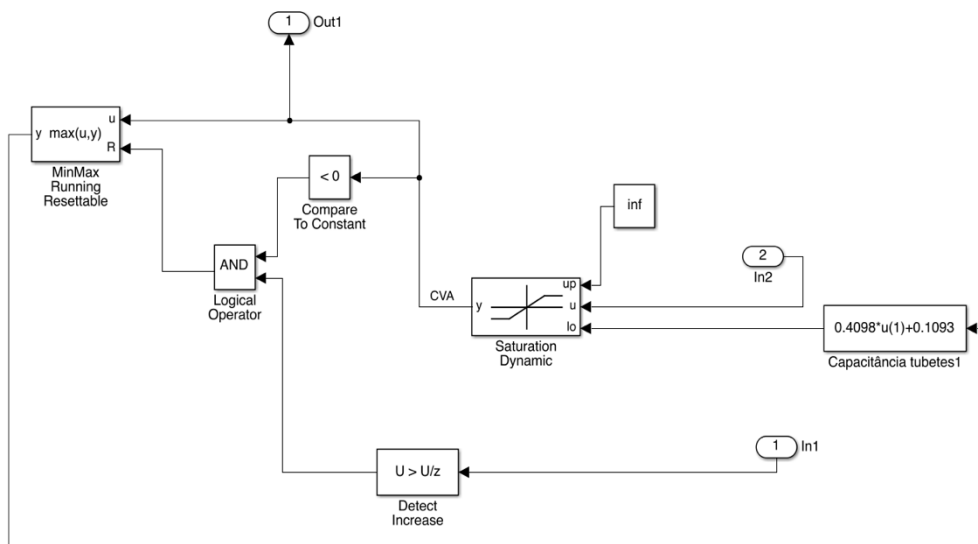 1
Out1
u
y max(u,y)
R
MinMax
Running
Resettable
< 0
Compare
To Constant
inf
AND
Logical
Operator
2
In2
CVA
up
y
u
lo
Saturation
Dynamic
0.4098*u(1)+0.1093
Capacitância tubetes1
1
In1
U > U/z
Detect
Increase